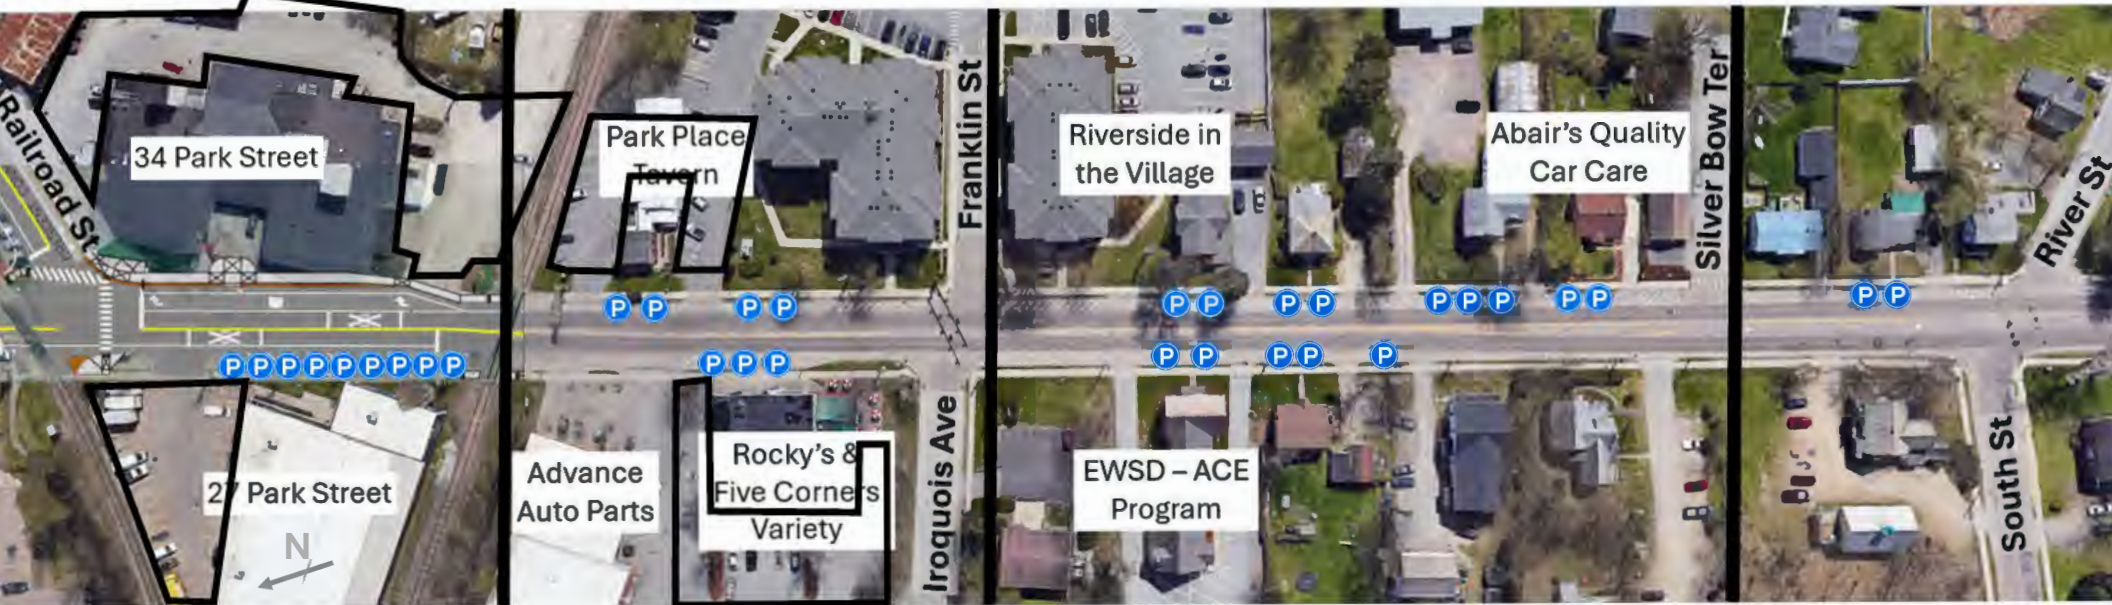 Railroad St
34 Park Street
Park Place
Tavern
Franklin St
Riverside in
the Village
Abair's Quality
Car Care
Silver Bow Ter
River St
P P
P P
P P
P P
P P P
P P
P P
P P P P P P P P P
P P P
P P
P P
P
27 Park Street
N
Advance
Auto Parts
Rocky's &
Five Corners
Variety
Iroquois Ave
EWSD – ACE
Program
South St